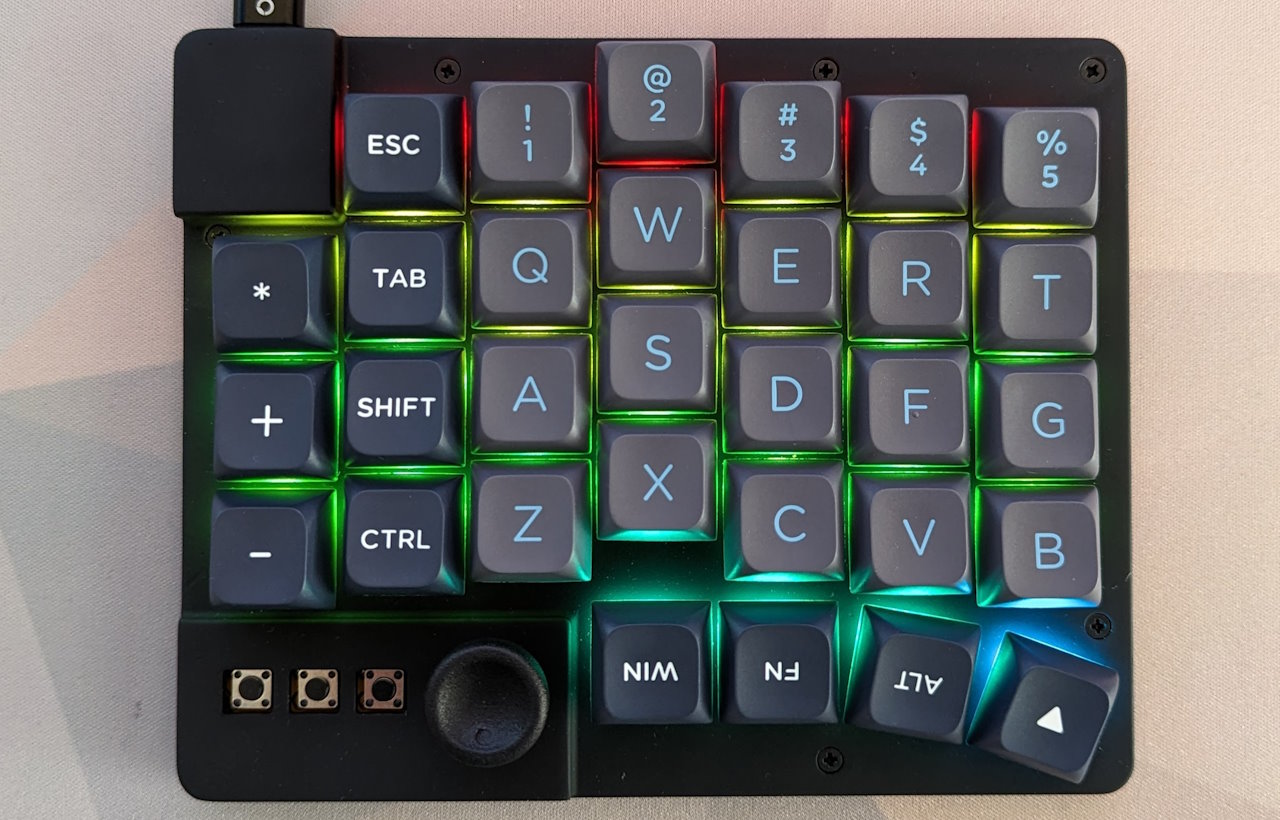 ESC ! 1 @ 2 # 3 $ 4 % 5
* TAB Q W E R T
+ SHIFT A S D F G
- CTRL Z X C V B
WIN FN ALT ▲